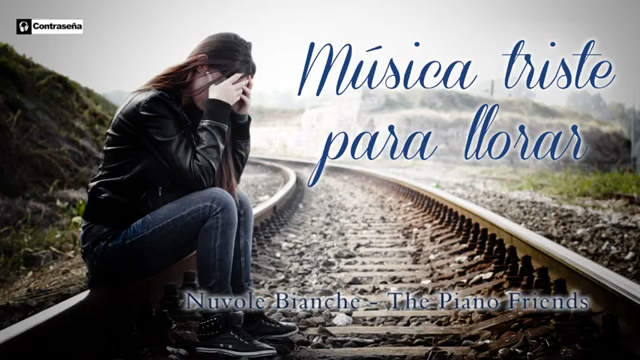 Contraseña
Música triste
para llorar
Nuvole Bianche - The Piano Friends